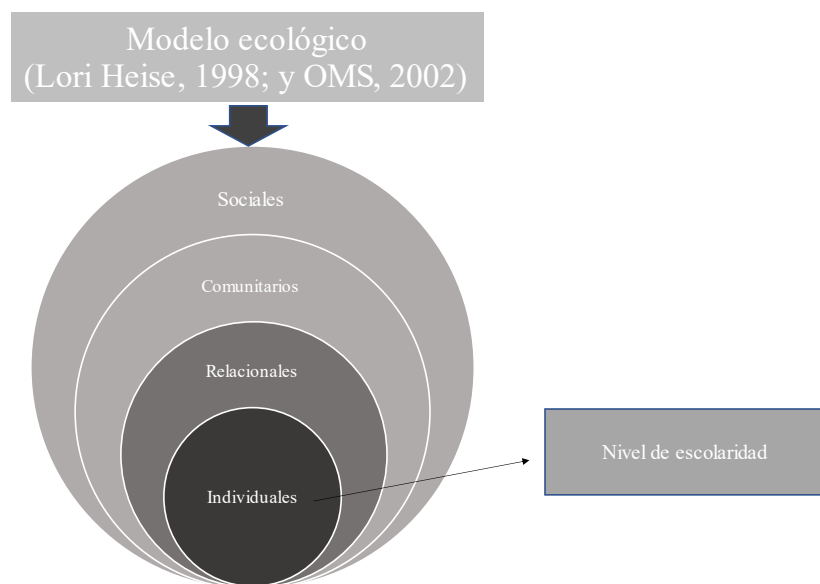 Modelo ecológico
(Lori Heise, 1998; y OMS, 2002)
Sociales
Comunitarios
Relacionales
Individuales
Nivel de escolaridad